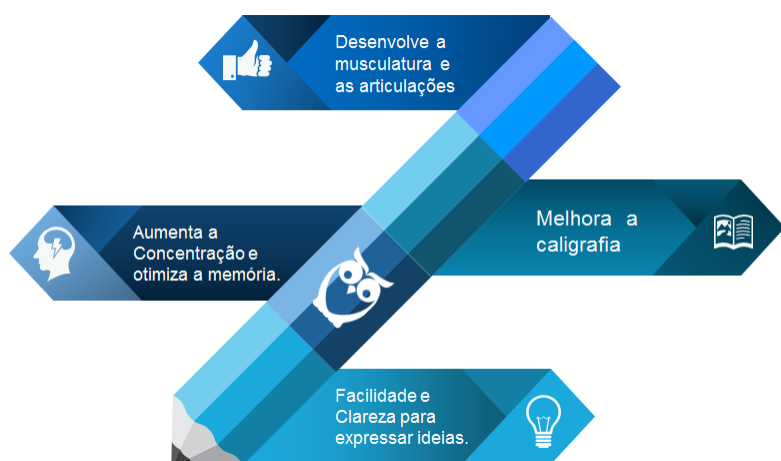 Desenvolve a
musculatura e
as articulações
Aumenta a
Concentração e
otimiza a memória.
Melhora a
caligrafia
Facilidade e
Clareza para
expressar ideias.